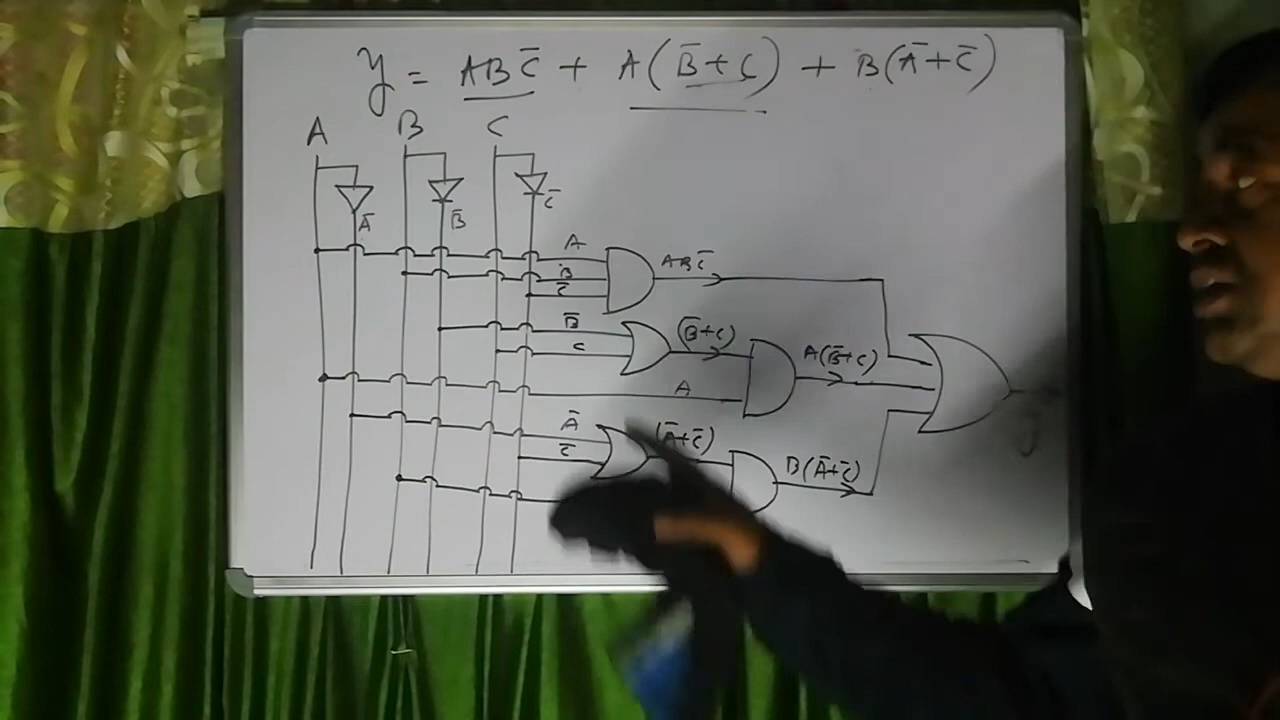 y = ABC̅ + A(B̅+C) + B(A̅+C̅)
A B C
A̅ B̅ C̅
A
B
C̅
ABC̅
B̅
C
(B̅+C)
A
A(B̅+C)
A̅
C̅
(A̅+C̅)
B(A̅+C̅)
y